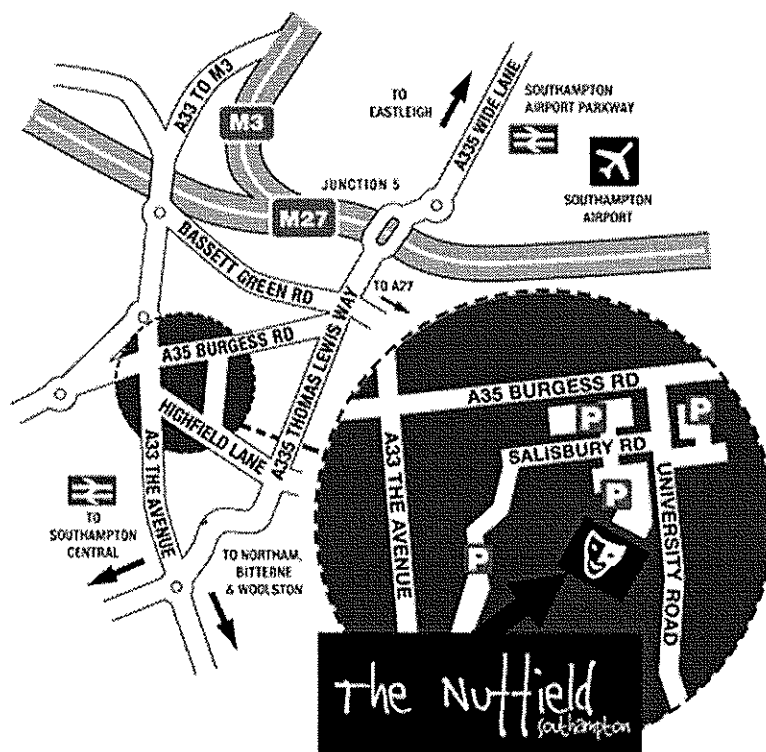 A33 TO M3
M3
TO
EASTLEIGH
A335 WIDE LANE
SOUTHAMPTON
AIRPORT PARKWAY
SOUTHAMPTON
AIRPORT
JUNCTION 5
M27
BASSETT GREEN RD
TO A27
A35 BURGESS RD
A335 THOMAS LEWIS WAY
HIGHFIELD LANE
A33 THE AVENUE
TO
SOUTHAMPTON
CENTRAL
TO NORTHAM,
BITTERNE
& WOOLSTON
A35 BURGESS RD
P
P
SALISBURY RD
P
P
A33 THE AVENUE
UNIVERSITY ROAD
The Nuffield
Southampton